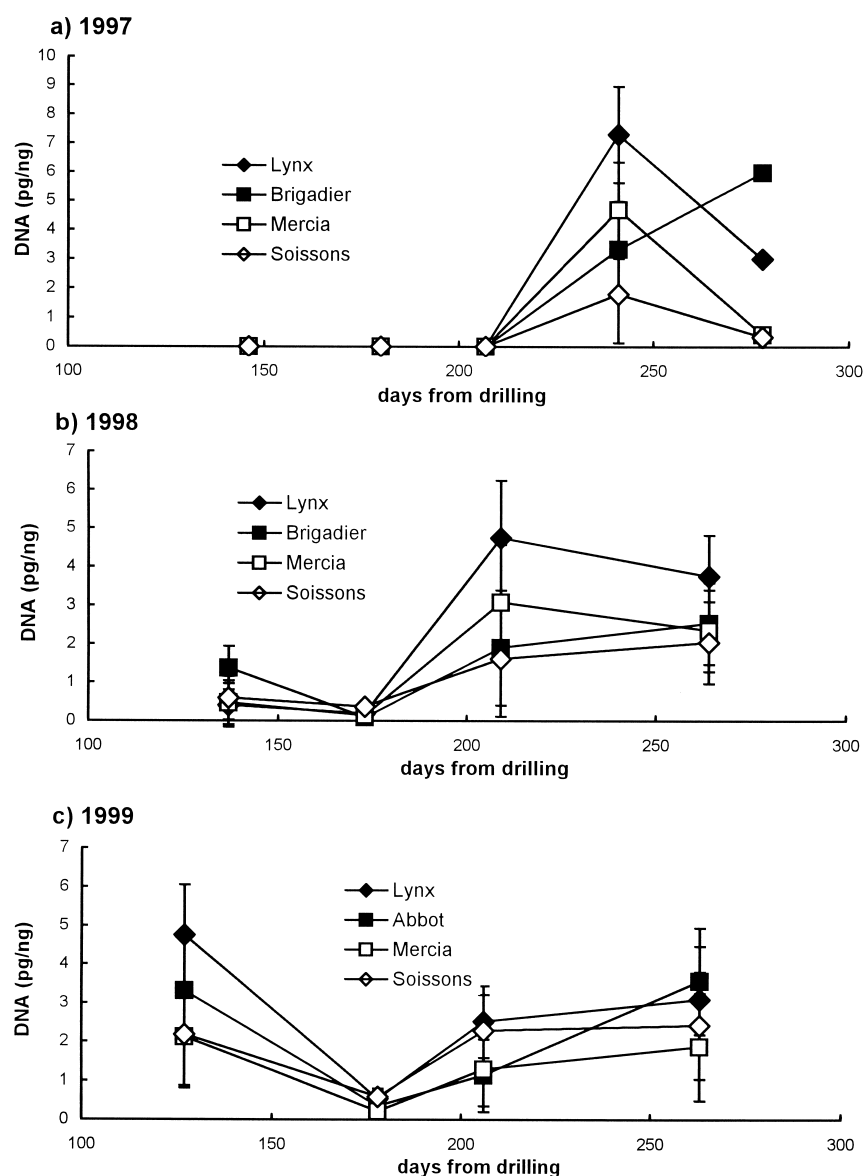 a) 1997
10
9
8
7
6
5
4
3
2
1
0
DNA (pg/ng)
Lynx
Brigadier
Mercia
Soissons
100 150 200 250 300
days from drilling
b) 1998
7
6
5
4
3
2
1
0
DNA (pg/ng)
Lynx
Brigadier
Mercia
Soissons
100 150 200 250 300
days from drilling
c) 1999
7
6
5
4
3
2
1
0
DNA (pg/ng)
Lynx
Abbot
Mercia
Soissons
100 150 200 250 300
days from drilling